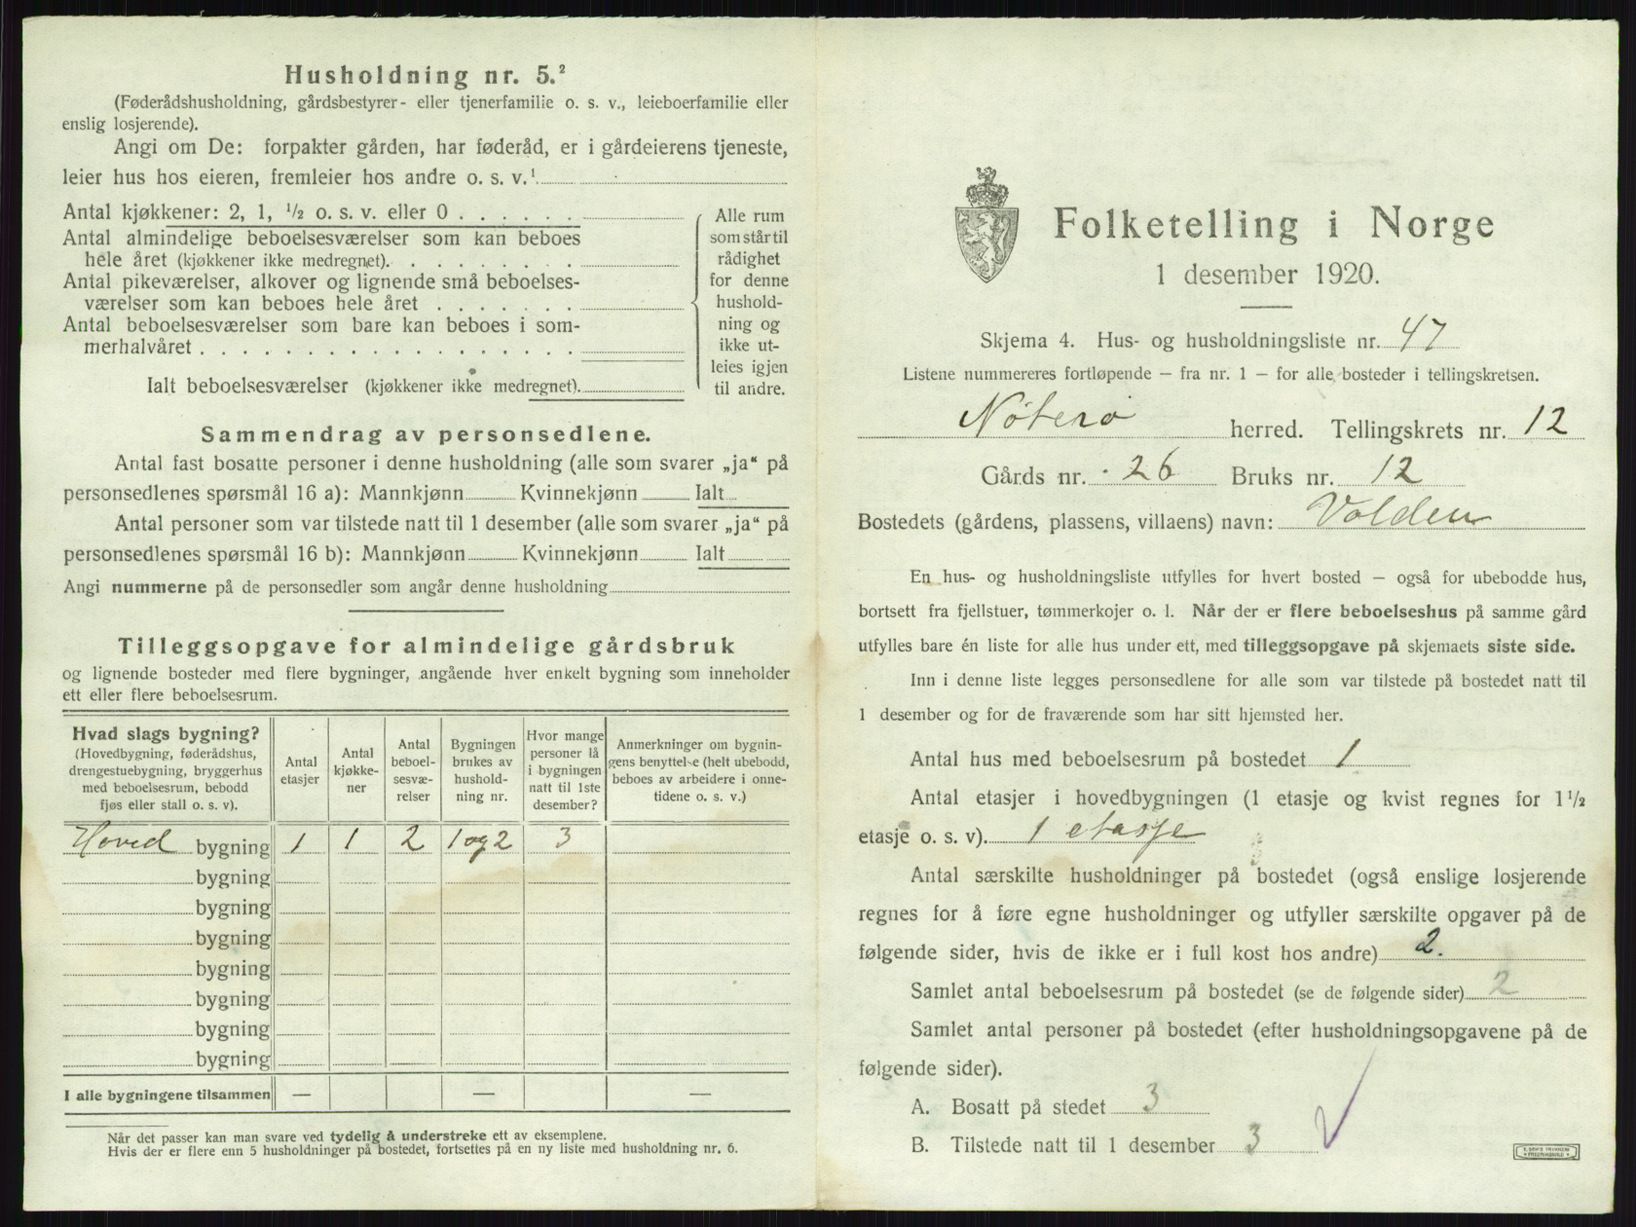 Husholdning nr. 5.²
(Føderådshusholdning, gårdsbestyrer- eller tjenerfamilie o. s. v., leieboerfamilie eller
enslig losjerende).
Angi om De: forpakter gården, har føderåd, er i gårdeierens tjeneste,
leier hus hos eieren, fremleier hos andre o. s. v.¹
Antal kjøkkener: 2, 1, ½ o. s. v. eller 0 . . . . . .
Antal almindelige beboelsesværelser som kan beboes
hele året (kjøkkener ikke medregnet). . . . . . . .
Antal pikeværelser, alkover og lignende små beboelses-
værelser som kan beboes hele året . . . . . . .
Antal beboelsesværelser som bare kan beboes i som-
merhalvåret . . . . . . . . . . . . . . . . . .
Ialt beboelsesværelser (kjøkkener ikke medregnet).
Alle rum
som står til
rådighet
for denne
hushold-
ning og
ikke ut-
leies igjen
til andre.
Sammendrag av personsedlene.
Antal fast bosatte personer i denne husholdning (alle som svarer „ja“ på
personsedlenes spørsmål 16 a): Mannkjønn Kvinnekjønn Ialt
Antal personer som var tilstede natt til 1 desember (alle som svarer „ja“ på
personsedlenes spørsmål 16 b): Mannkjønn Kvinnekjønn Ialt
Angi nummerne på de personsedler som angår denne husholdning
Tilleggsopgave for almindelige gårdsbruk
og lignende bosteder med flere bygninger, angående hver enkelt bygning som inneholder
ett eller flere beboelsesrum.
Hvad slags bygning?
(Hovedbygning, føderådshus,
drengestuebygning, bryggerhus
med beboelsesrum, bebodd
fjøs eller stall o. s. v).
Antal
etasjer
Antal
kjøkke-
ner
Antal
beboel-
sesvæ-
relser
Bygningen
brukes av
hushold-
ning nr.
Hvor mange
personer lå
i bygningen
natt til 1ste
desember?
Anmerkninger om bygnin-
gens benyttelse (helt ubebodd,
beboes av arbeidere i onne-
tidene o. s. v.)
Hoved bygning 1 1 2 1 og 2 3
bygning
bygning
bygning
bygning
bygning
bygning
bygning
I alle bygningene tilsammen — — —
Når det passer kan man svare ved tydelig å understreke ett av eksemplene.
Hvis der er flere enn 5 husholdninger på bostedet, fortsettes på en ny liste med husholdning nr. 6.
Folketelling i Norge
1 desember 1920.
Skjema 4. Hus- og husholdningsliste nr. 47
Listene nummereres fortløpende — fra nr. 1 — for alle bosteder i tellingskretsen.
Nøterø herred. Tellingskrets nr. 12
Gårds nr. 26 Bruks nr. 12
Bostedets (gårdens, plassens, villaens) navn: Volden
En hus- og husholdningsliste utfylles for hvert bosted — også for ubebodde hus,
bortsett fra fjellstuer, tømmerkojer o. l. Når der er flere beboelseshus på samme gård
utfylles bare én liste for alle hus under ett, med tilleggsopgave på skjemaets siste side.
Inn i denne liste legges personsedlene for alle som var tilstede på bostedet natt til
1 desember og for de fraværende som har sitt hjemsted her.
Antal hus med beboelsesrum på bostedet 1
Antal etasjer i hovedbygningen (1 etasje og kvist regnes for 1½
etasje o. s. v). 1 etasje
Antal særskilte husholdninger på bostedet (også enslige losjerende
regnes for å føre egne husholdninger og utfyller særskilte opgaver på de
følgende sider, hvis de ikke er i full kost hos andre) 2.
Samlet antal beboelsesrum på bostedet (se de følgende sider) 2
Samlet antal personer på bostedet (efter husholdningsopgavene på de
følgende sider).
A. Bosatt på stedet 3
B. Tilstede natt til 1 desember 3